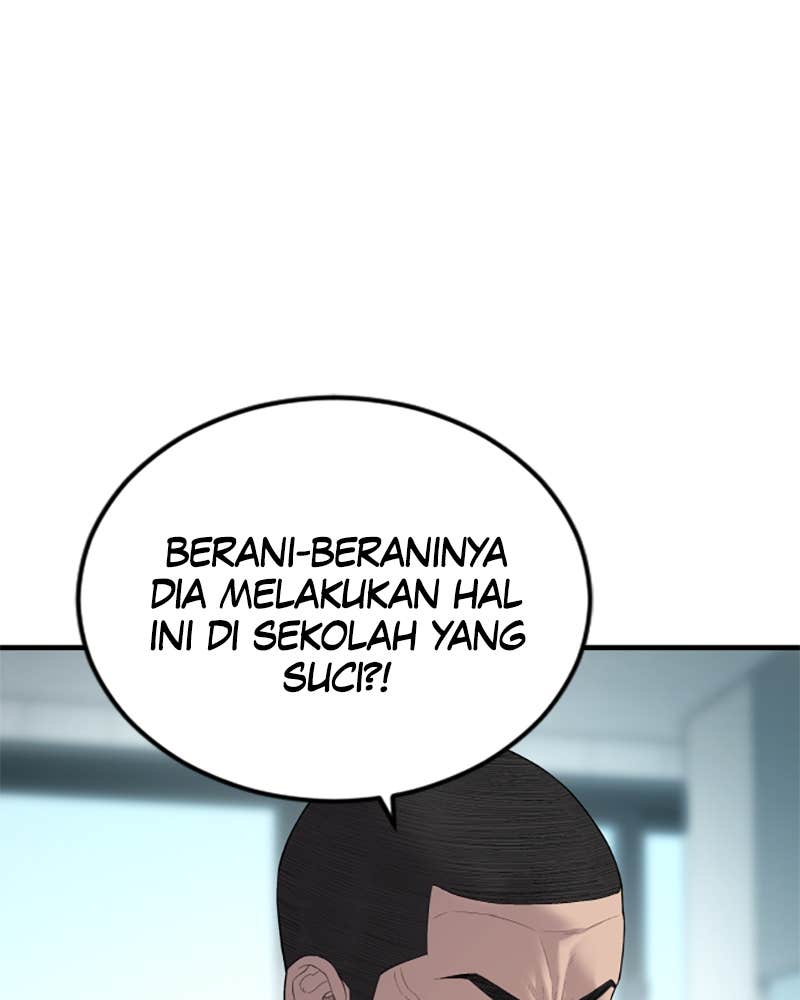 BERANI-BERANINYA
DIA MELAKUKAN HAL
INI DI SEKOLAH YANG
SUCI?!